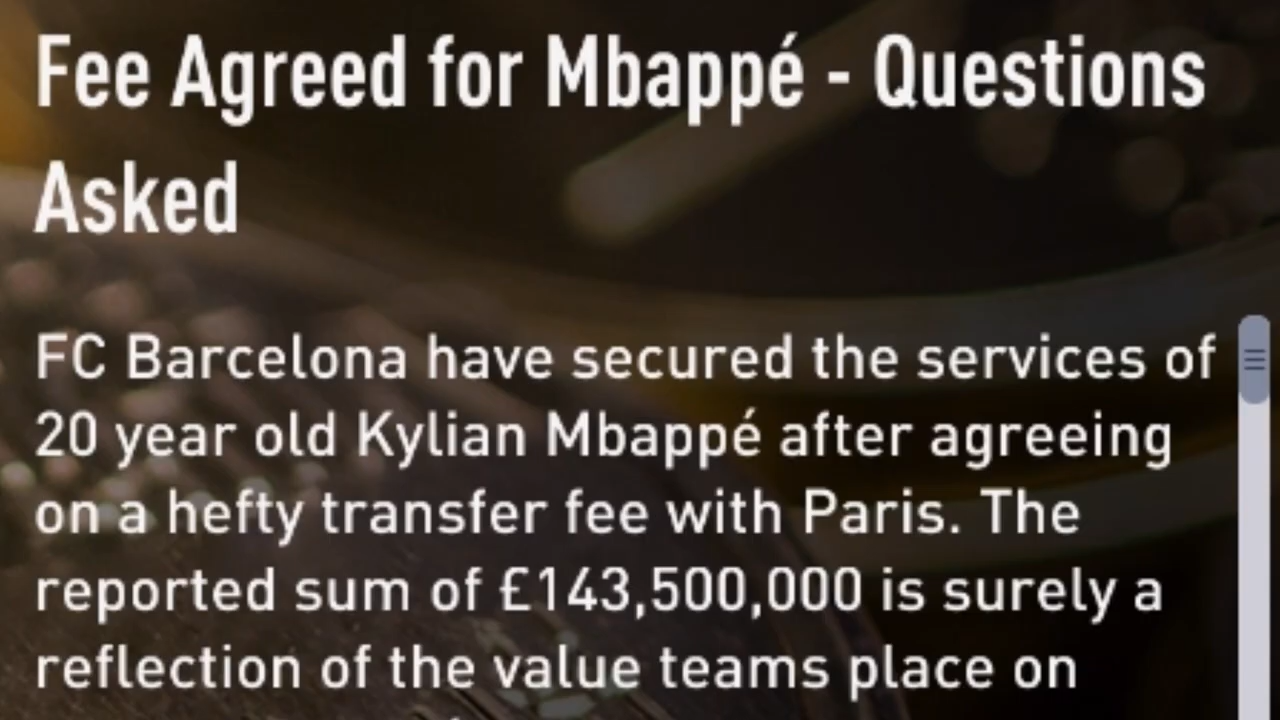 Fee Agreed for Mbappé - Questions
Asked
FC Barcelona have secured the services of
20 year old Kylian Mbappé after agreeing
on a hefty transfer fee with Paris. The
reported sum of £143,500,000 is surely a
reflection of the value teams place on